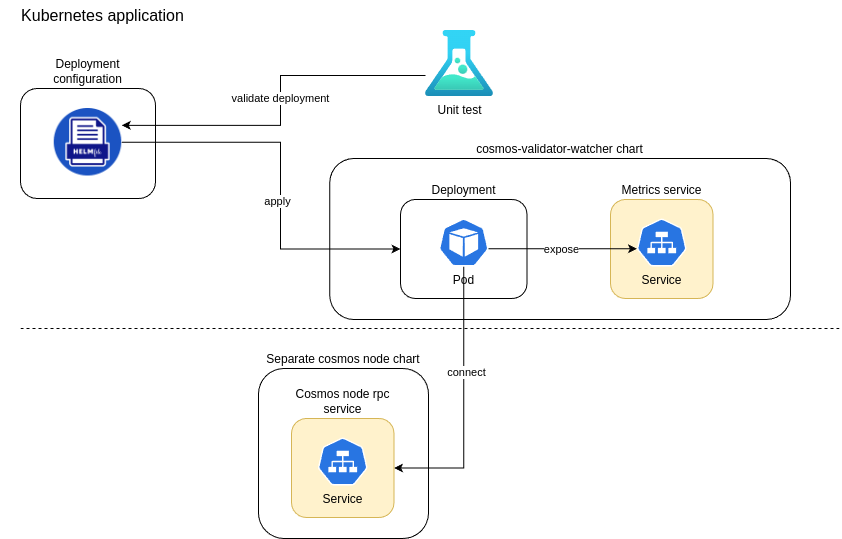 Kubernetes application
Deployment
configuration
HELM
validate deployment
Unit test
apply
cosmos-validator-watcher chart
Deployment
Metrics service
Pod
expose
Service
Separate cosmos node chart
connect
Cosmos node rpc
service
Service